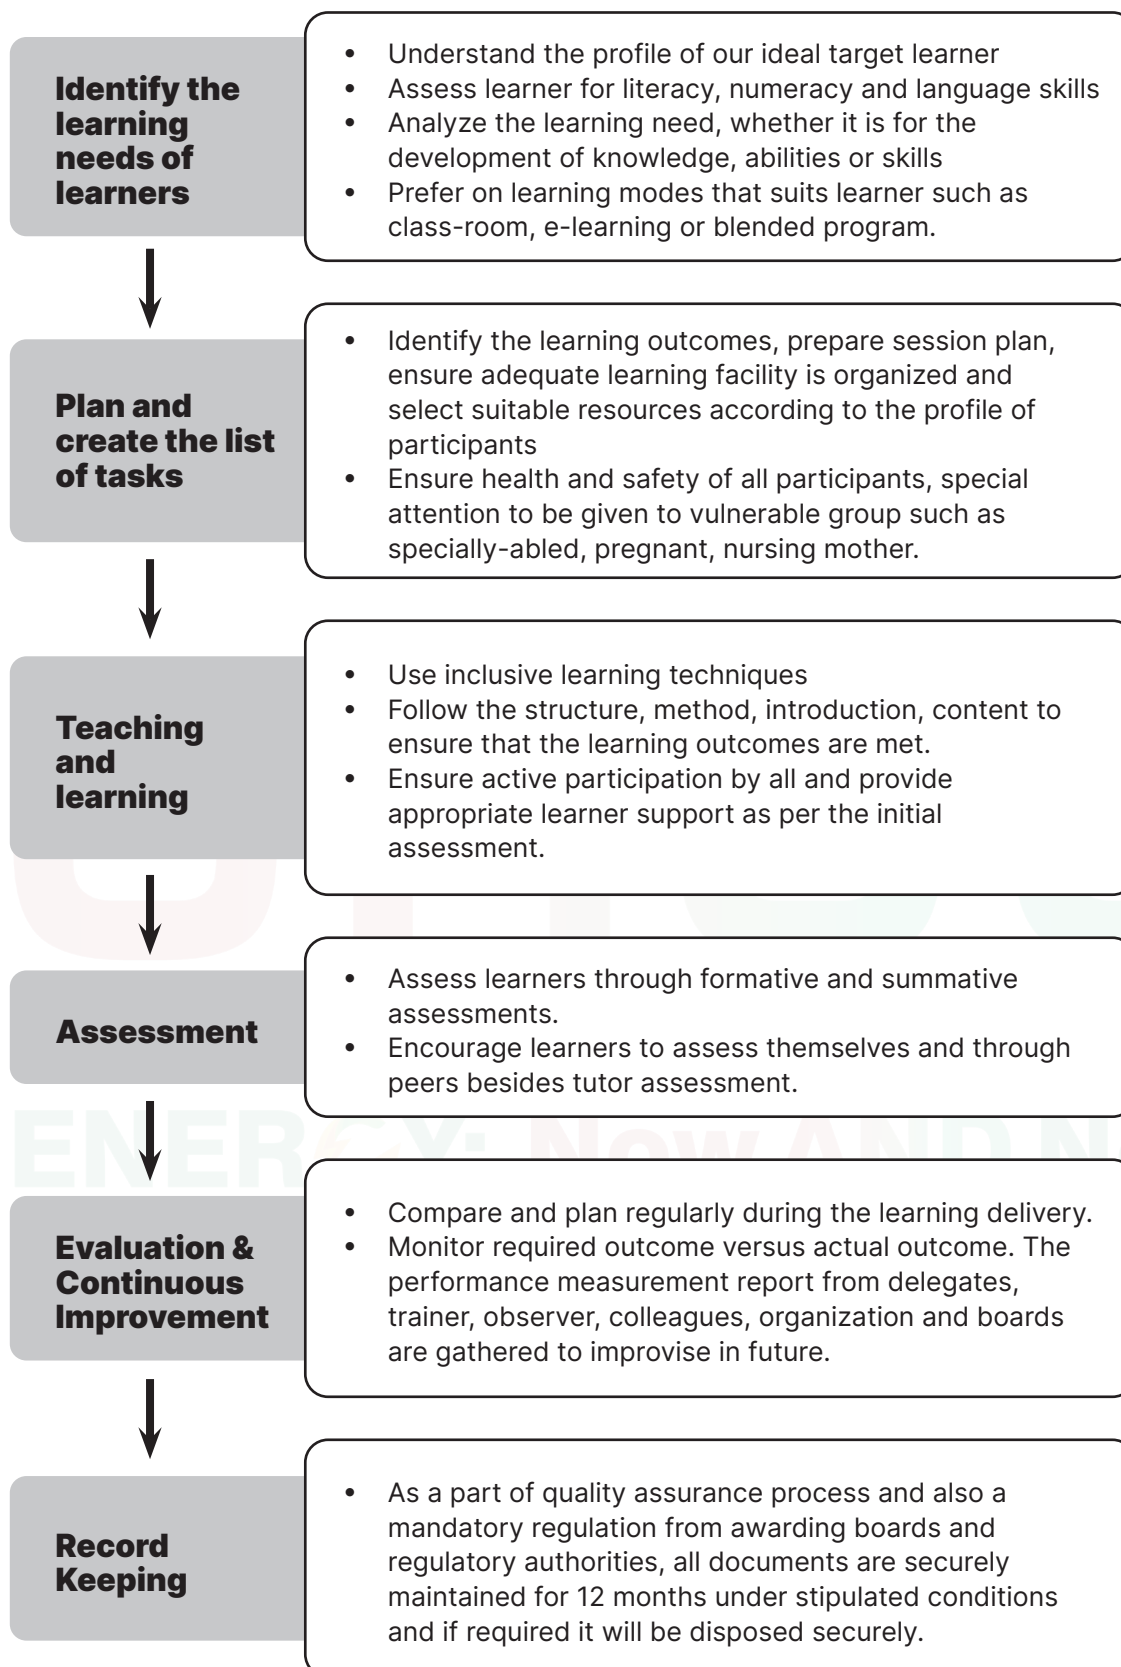 Identify the
learning
needs of
learners
• Understand the profile of our ideal target learner
• Assess learner for literacy, numeracy and language skills
• Analyze the learning need, whether it is for the
development of knowledge, abilities or skills
• Prefer on learning modes that suits learner such as
class-room, e-learning or blended program.
Plan and
create the list
of tasks
• Identify the learning outcomes, prepare session plan,
ensure adequate learning facility is organized and
select suitable resources according to the profile of
participants
• Ensure health and safety of all participants, special
attention to be given to vulnerable group such as
specially-abled, pregnant, nursing mother.
Teaching
and
learning
• Use inclusive learning techniques
• Follow the structure, method, introduction, content to
ensure that the learning outcomes are met.
• Ensure active participation by all and provide
appropriate learner support as per the initial
assessment.
Assessment
• Assess learners through formative and summative
assessments.
• Encourage learners to assess themselves and through
peers besides tutor assessment.
ENERGY: Now AND N
Evaluation &
Continuous
Improvement
• Compare and plan regularly during the learning delivery.
• Monitor required outcome versus actual outcome. The
performance measurement report from delegates,
trainer, observer, colleagues, organization and boards
are gathered to improvise in future.
Record
Keeping
• As a part of quality assurance process and also a
mandatory regulation from awarding boards and
regulatory authorities, all documents are securely
maintained for 12 months under stipulated conditions
and if required it will be disposed securely.